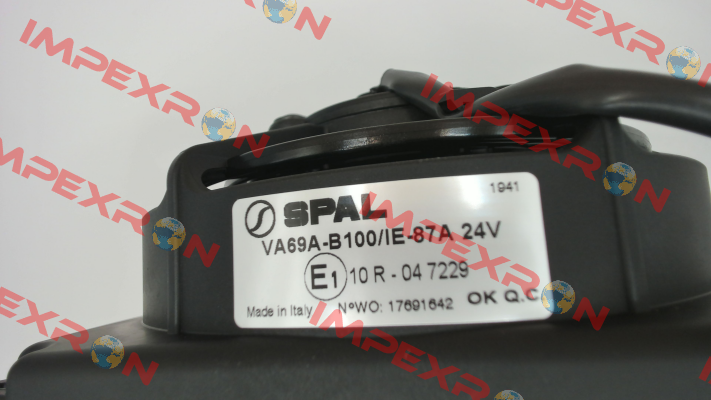 1941
SPAL
VA69A-B100/IE-87A 24V
E1 10 R - 04 7229
Made in Italy N°WO: 17691642 OK Q.C
IMPEXRON
IMPEXRON
IMPEXRON
IMPEXRON
IMPEXRON
IMPEXRON